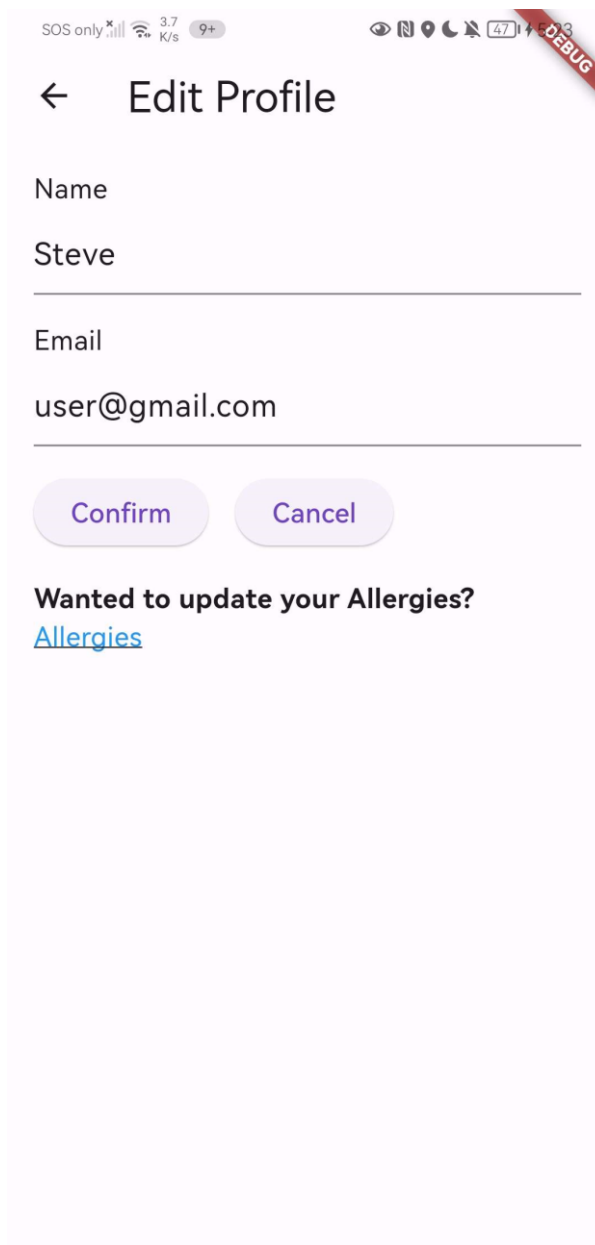 SOS only 3.7 K/s 9+ 47
DEBUG
Edit Profile
Name
Steve
Email
user@gmail.com
Confirm Cancel
Wanted to update your Allergies?
Allergies